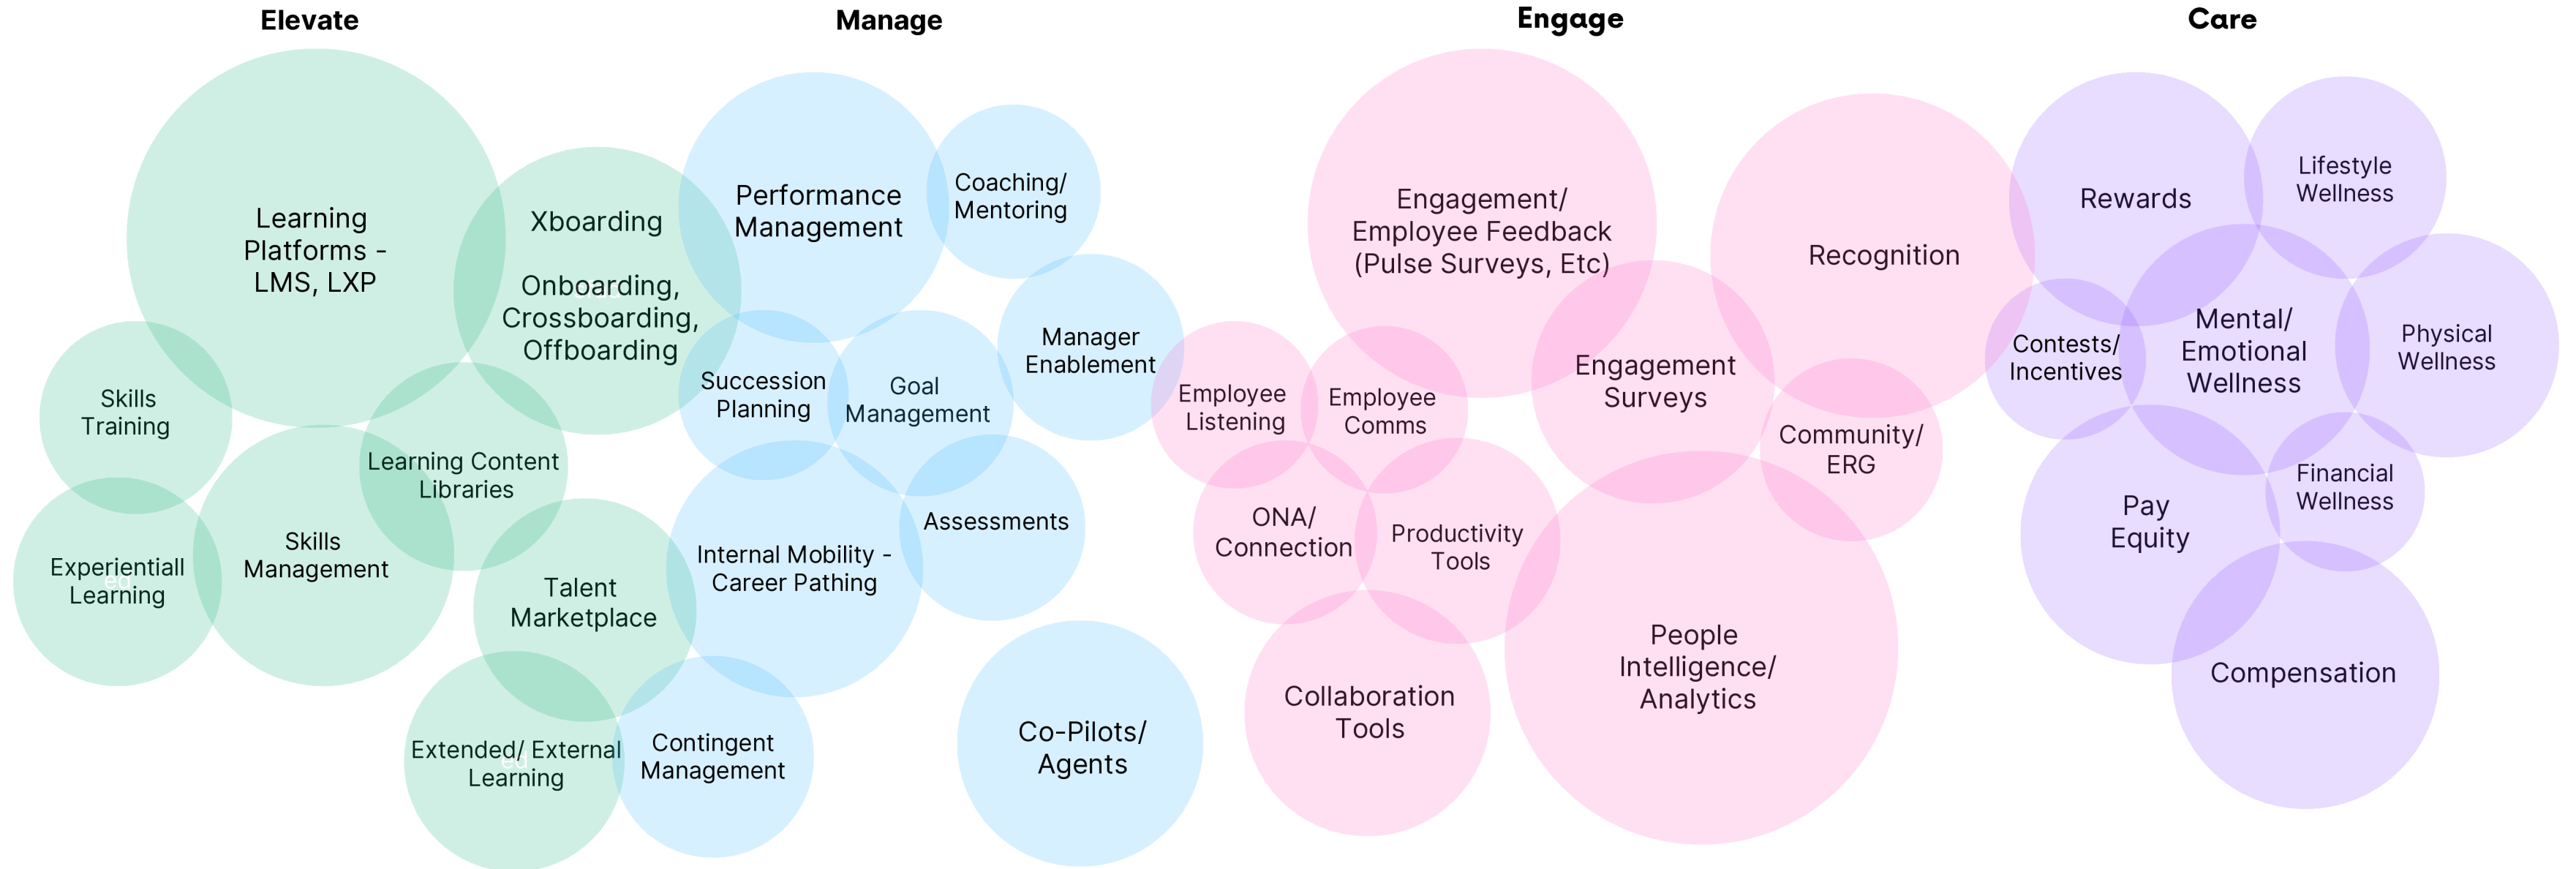 Elevate
Manage
Engage
Care
Learning
Platforms -
LMS, LXP
Xboarding
Onboarding,
Crossboarding,
Offboarding
Skills
Training
Learning Content
Libraries
Experientiall
ed
Learning
Skills
Management
Talent
Marketplace
Extended/ External
ed
Learning
Performance
Management
Coaching/
Mentoring
Manager
Enablement
Succession
Planning
Goal
Management
Internal Mobility -
Career Pathing
Assessments
Contingent
Management
Co-Pilots/
Agents
Engagement/
Employee Feedback
(Pulse Surveys, Etc)
Recognition
Engagement
Surveys
Employee
Listening
Employee
Comms
Community/
ERG
ONA/
Connection
Productivity
Tools
People
Intelligence/
Analytics
Collaboration
Tools
Rewards
Lifestyle
Wellness
Contests/
Incentives
Mental/
Emotional
Wellness
Physical
Wellness
Financial
Wellness
Pay
Equity
Compensation